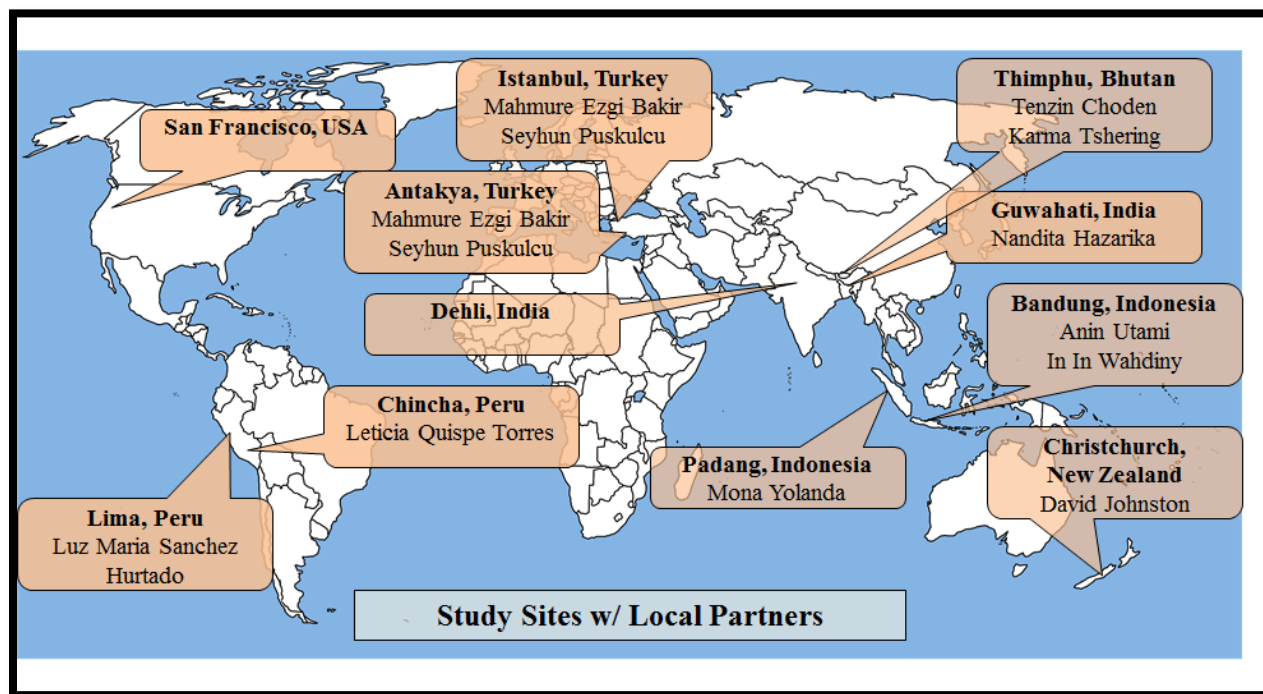 San Francisco, USA
Istanbul, Turkey
Mahmure Ezgi Bakir
Seyhun Puskulcu
Thimphu, Bhutan
Tenzin Choden
Karma Tshering
Antakya, Turkey
Mahmure Ezgi Bakir
Seyhun Puskulcu
Guwahati, India
Nandita Hazarika
Dehli, India
Bandung, Indonesia
Anin Utami
In In Wahdiny
Chincha, Peru
Leticia Quispe Torres
Padang, Indonesia
Mona Yolanda
Christchurch,
New Zealand
David Johnston
Lima, Peru
Luz Maria Sanchez
Hurtado
Study Sites w/ Local Partners